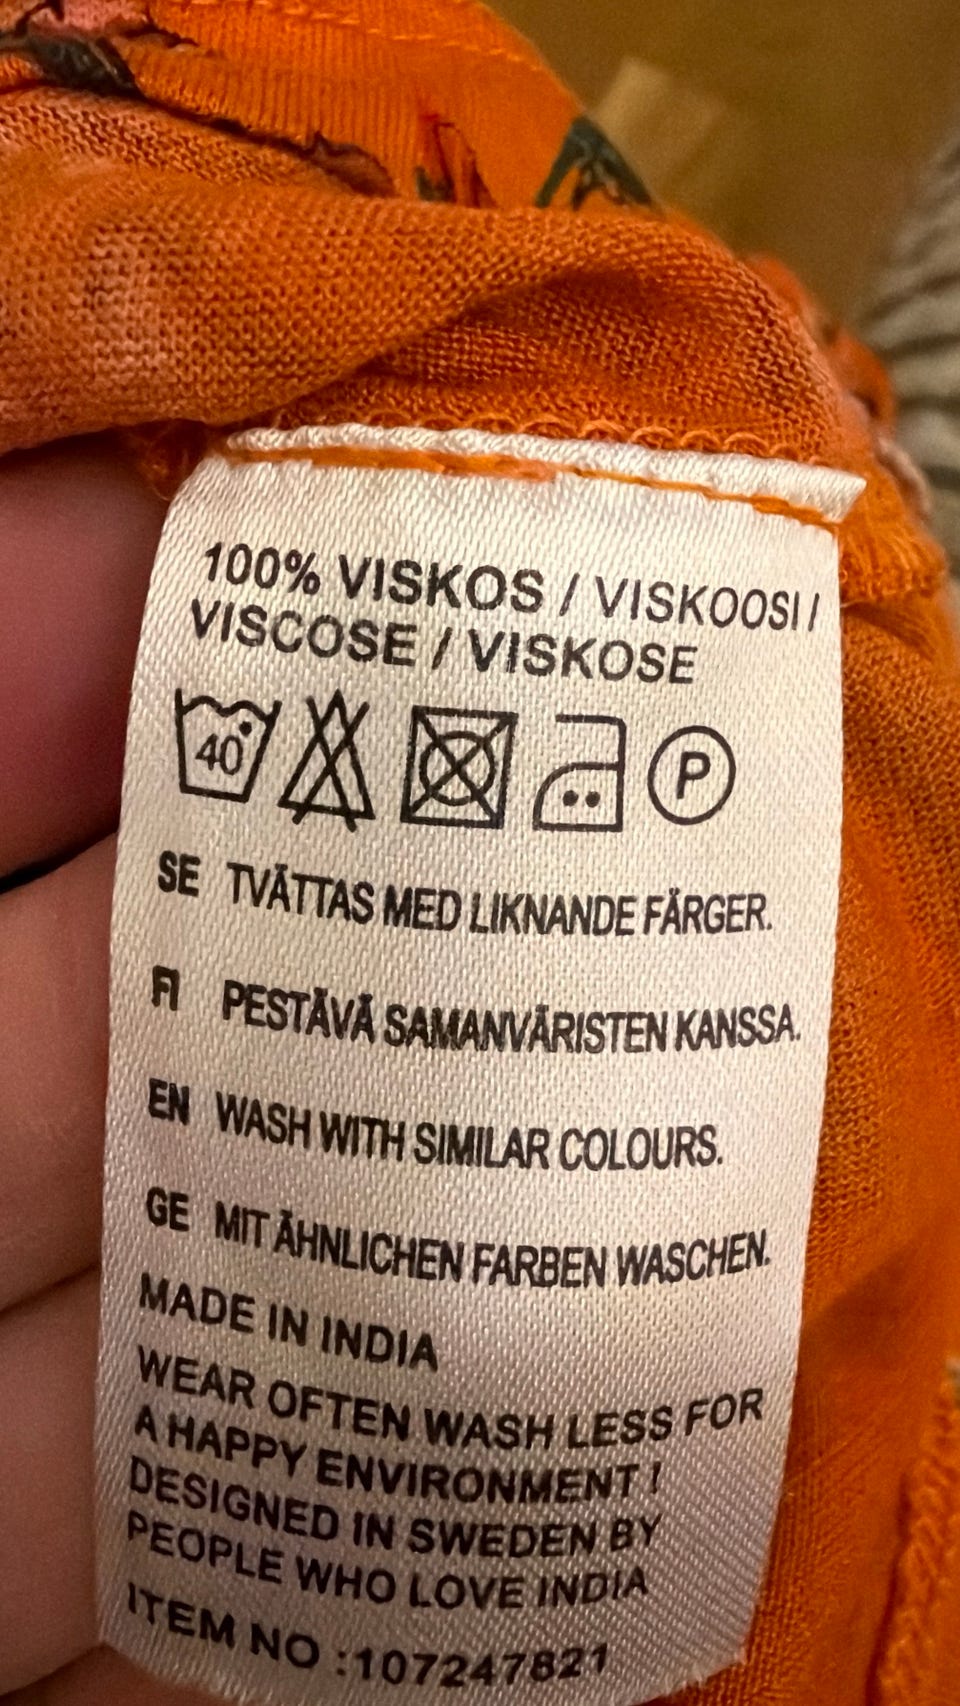 100% VISKOS / VISKOOSI /
VISCOSE / VISKOSE
40° P
SE TVÄTTAS MED LIKNANDE FÄRGER.
FI PESTÄVÄ SAMANVÄRISTEN KANSSA.
EN WASH WITH SIMILAR COLOURS.
GE MIT ÄHNLICHEN FARBEN WASCHEN.
MADE IN INDIA
WEAR OFTEN WASH LESS FOR
A HAPPY ENVIRONMENT !
DESIGNED IN SWEDEN BY
PEOPLE WHO LOVE INDIA
ITEM NO :107247821